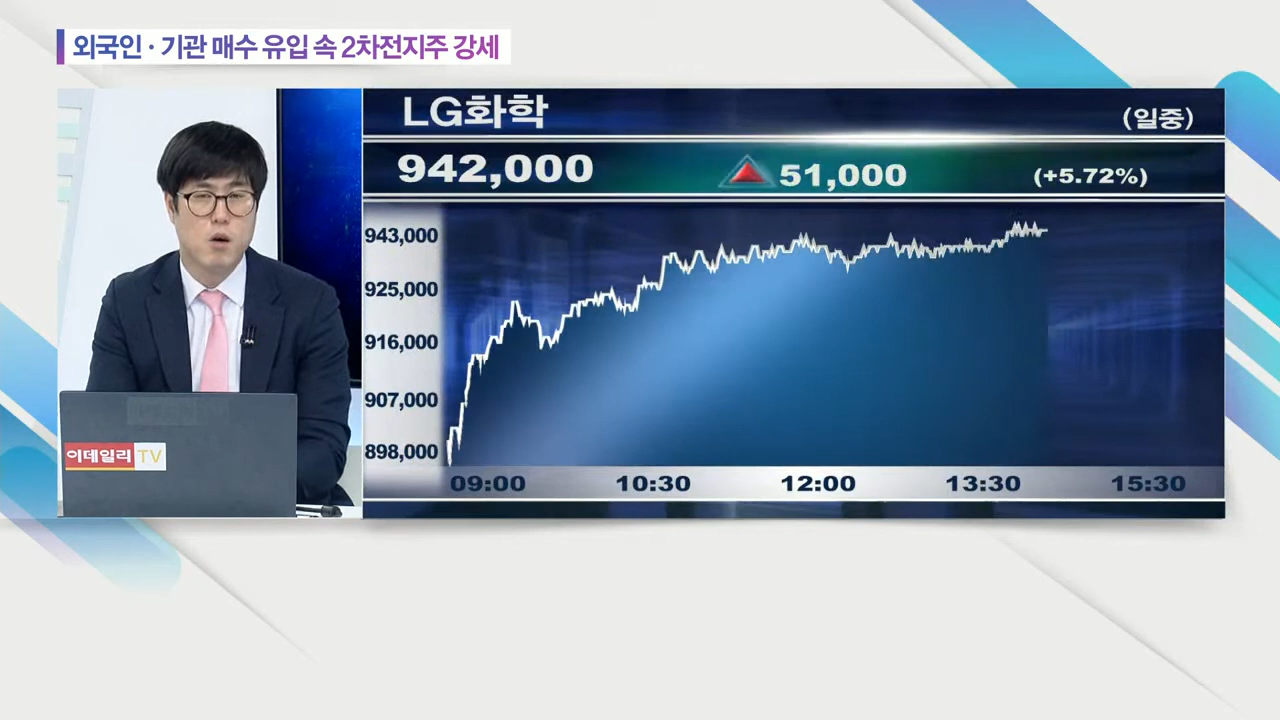 외국인 · 기관 매수 유입 속 2차전지주 강세
LG화학
(일중)
942,000 51,000 (+5.72%)
943,000
925,000
916,000
907,000
898,000
09:00 10:30 12:00 13:30 15:30
이데일리TV